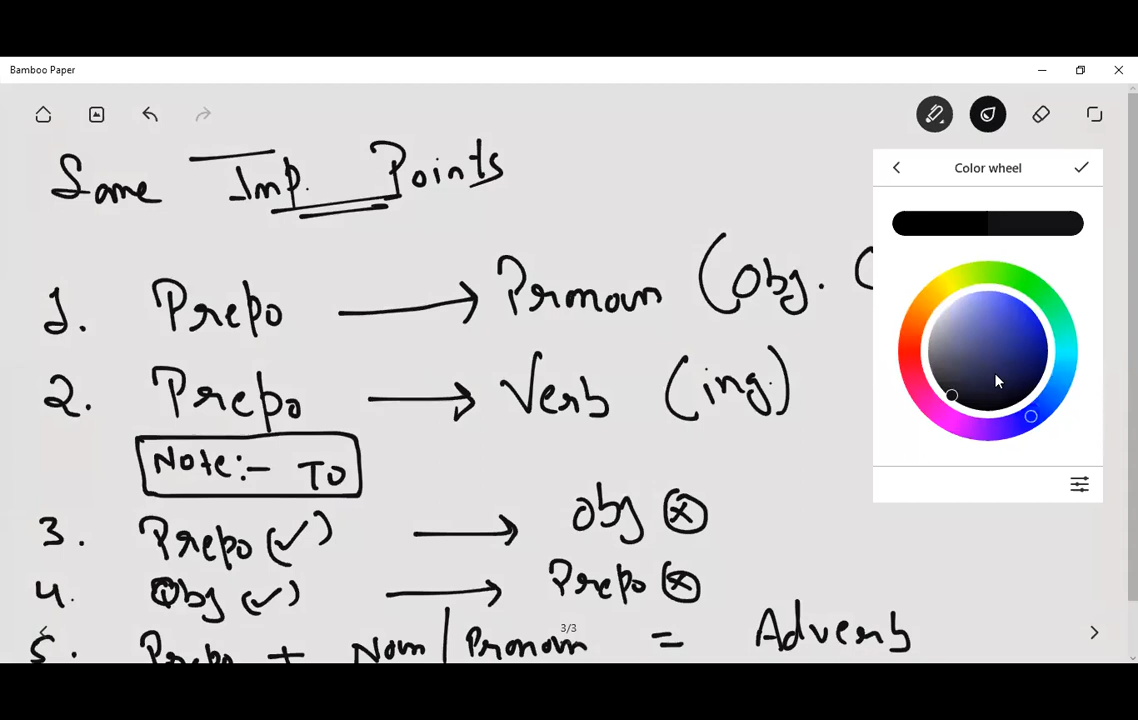 Bamboo Paper
Some Imp. Points
Color wheel
1. Prepo → Pronoun (Obj. (
2. Prepo → Verb (ing)
Note:- TO
3. Prepo (✓) → obj ⓧ
4. Obj (✓) → Prepo ⓧ
3/3
5. Prepo + Noun / Pronoun = Adverb